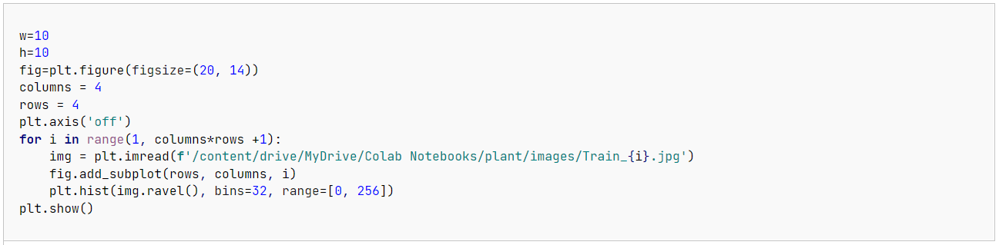 w=10
h=10
fig=plt.figure(figsize=(20, 14))
columns = 4
rows = 4
plt.axis('off')
for i in range(1, columns*rows +1):
    img = plt.imread(f'/content/drive/MyDrive/Colab Notebooks/plant/images/Train_{i}.jpg')
    fig.add_subplot(rows, columns, i)
    plt.hist(img.ravel(), bins=32, range=[0, 256])
plt.show()